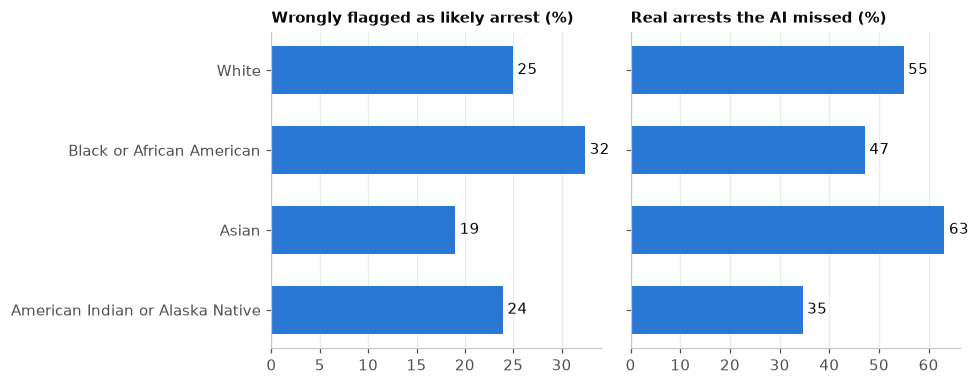 Wrongly flagged as likely arrest (%)
Real arrests the AI missed (%)
White
25
55
Black or African American
32
47
Asian
19
63
American Indian or Alaska Native
24
35
0 5 10 15 20 25 30
0 10 20 30 40 50 60